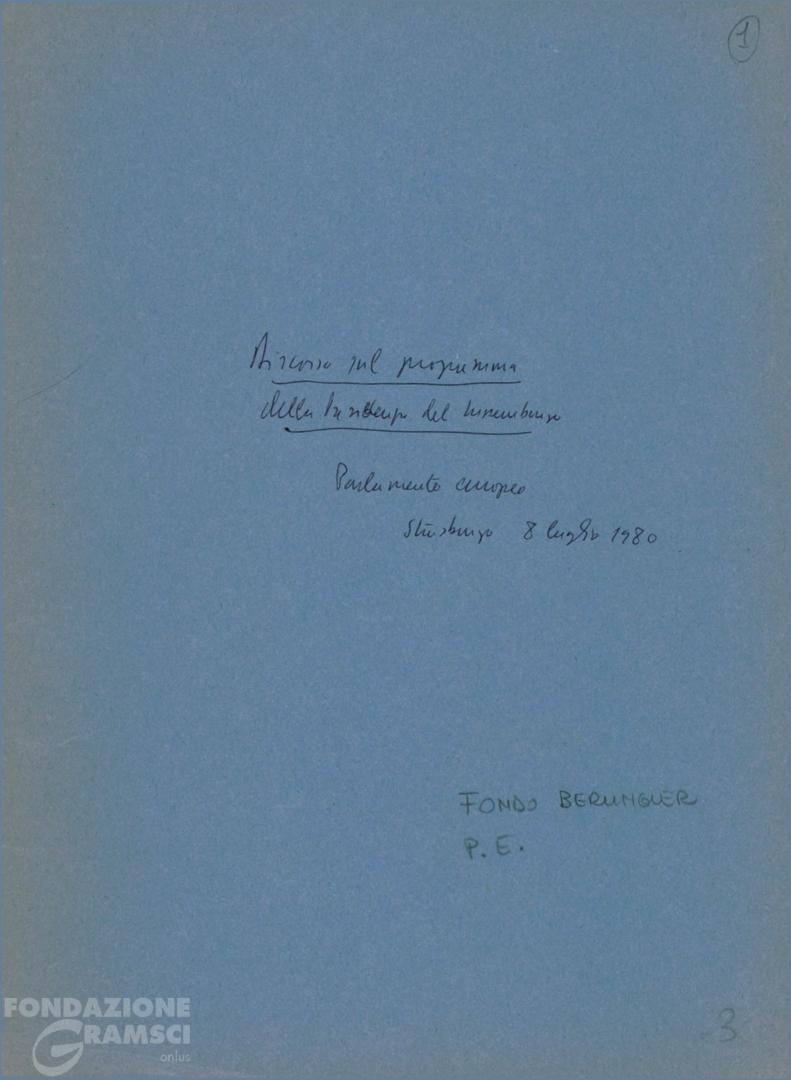 1
Discorso sul programma
della Presidenza del Lussemburgo
Parlamento europeo
Strasburgo 8 luglio 1980
FONDO BERLINGUER
P. E.
3
FONDAZIONE
GRAMSCI
onlus